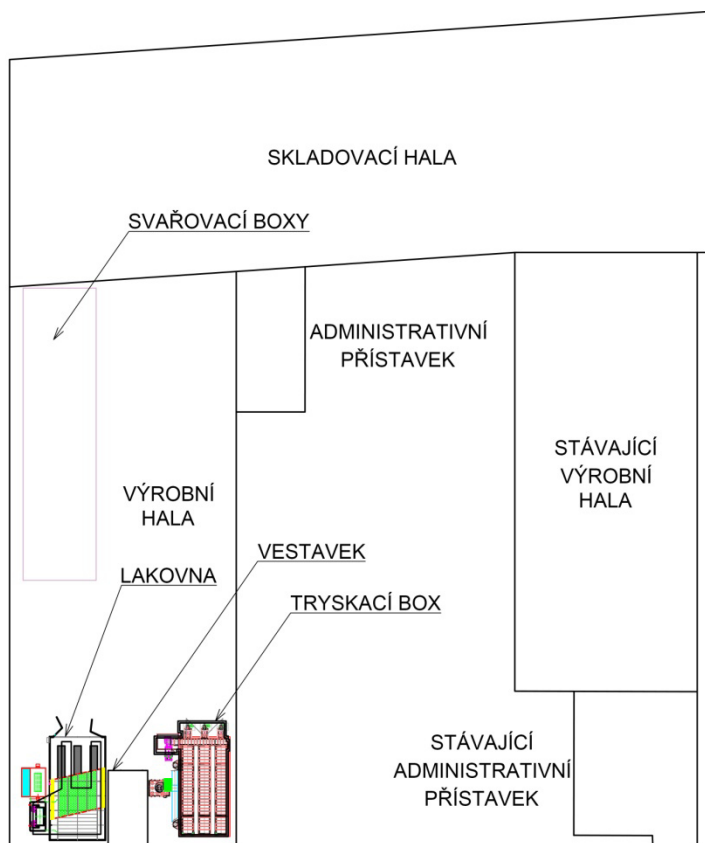 SKLADOVACÍ HALA
SVAŘOVACÍ BOXY
ADMINISTRATIVNÍ
PŘÍSTAVEK
STÁVAJÍCÍ
VÝROBNÍ
HALA
VÝROBNÍ
HALA
VESTAVEK
LAKOVNA
TRYSKACÍ BOX
STÁVAJÍCÍ
ADMINISTRATIVNÍ
PŘÍSTAVEK